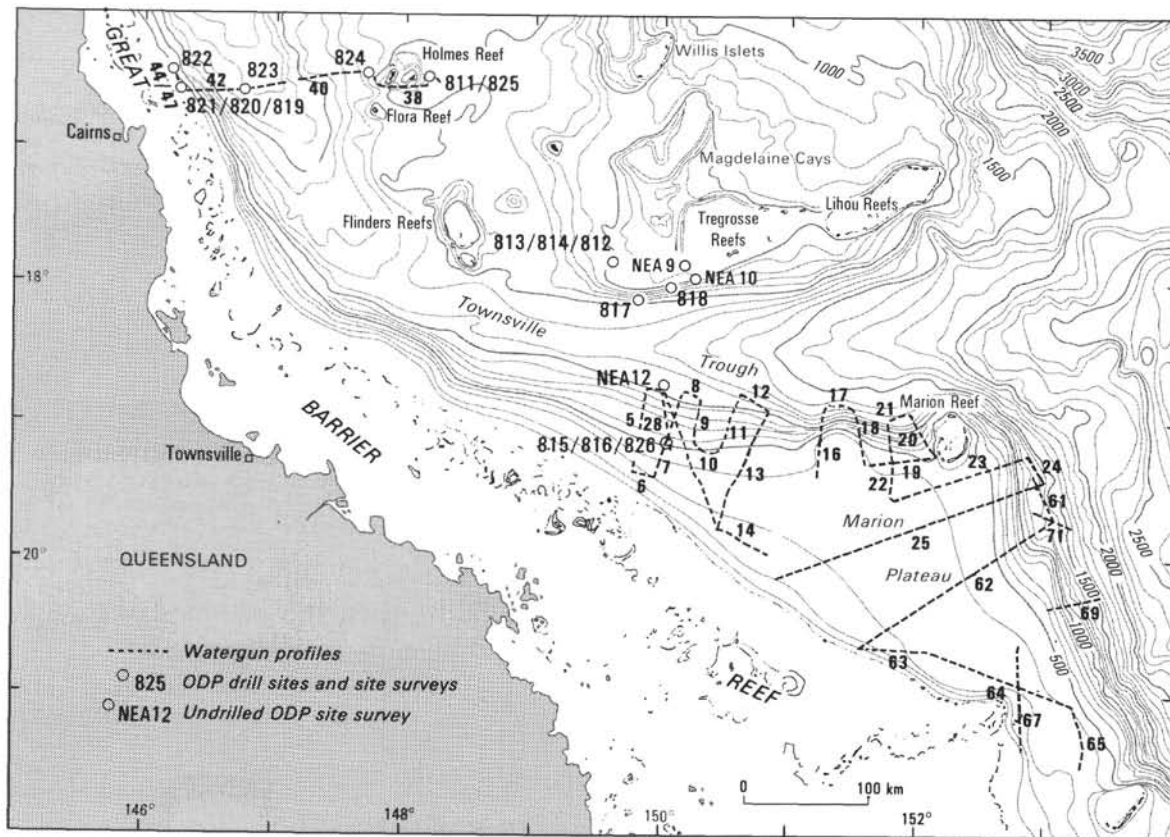 GREAT
822
44/47
42
823
40
824
Holmes Reef
38
811/825
821/820/819
Flora Reef
Cairns
Willis Islets
1000
3500
3000
2500
2000
1500
1000
Magdelaine Cays
Flinders Reefs
Tregrosse
Reefs
Lihou Reefs
813/814/812
NEA 9
NEA 10
817
818
18°
Townsville
Trough
NEA12
8
12
17
21
Marion Reef
5
28
9
11
18
20
815/816/826
7
10
13
16
19
23
24
6
22
61
BARRIER
Townsville
14
Marion
71
25
20°
Plateau
QUEENSLAND
62
2000
2500
1500
69
1000
500
63
REEF
64
67
65
Watergun profiles
825 ODP drill sites and site surveys
NEA12 Undrilled ODP site survey
0 100 km
146°
148°
150°
152°